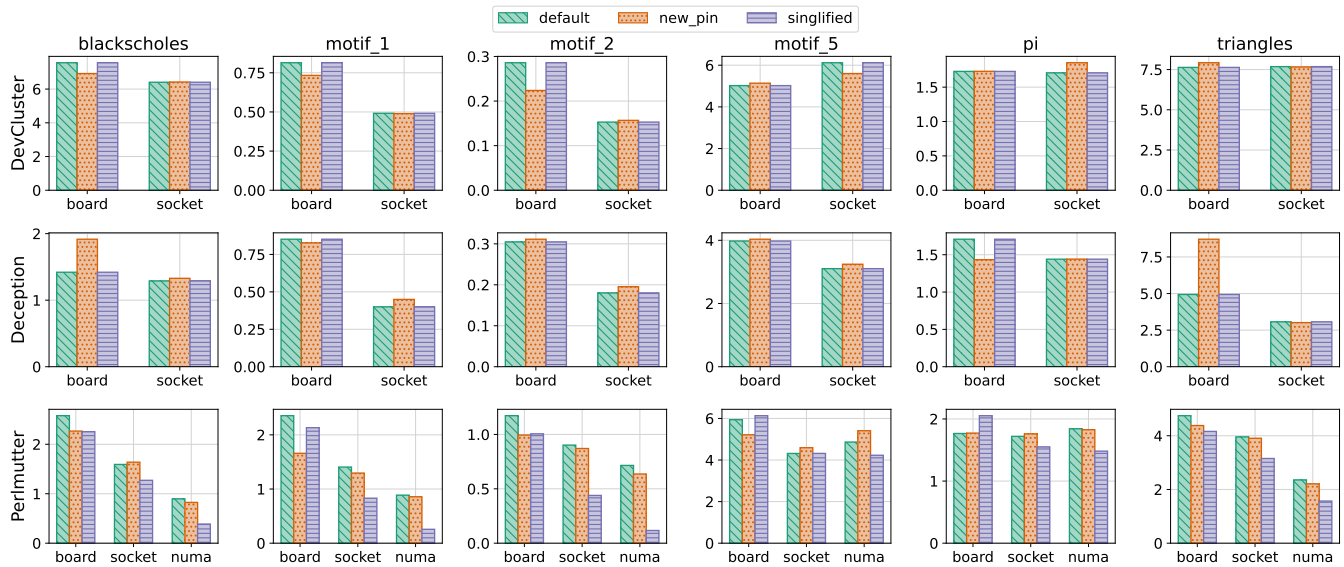 default new_pin singlified
blackscholes motif_1 motif_2 motif_5 pi triangles
DevCluster
6 4 2 0
board socket
0.75 0.50 0.25 0.00
board socket
0.3 0.2 0.1 0.0
board socket
6 4 2 0
board socket
1.5 1.0 0.5 0.0
board socket
7.5 5.0 2.5 0.0
board socket
Deception
2 1 0
board socket
0.75 0.50 0.25 0.00
board socket
0.3 0.2 0.1 0.0
board socket
4 2 0
board socket
1.5 1.0 0.5 0.0
board socket
7.5 5.0 2.5 0.0
board socket
Perlmutter
2 1 0
board socket numa
2 1 0
board socket numa
1.0 0.5 0.0
board socket numa
6 4 2 0
board socket numa
2 1 0
board socket numa
4 2 0
board socket numa